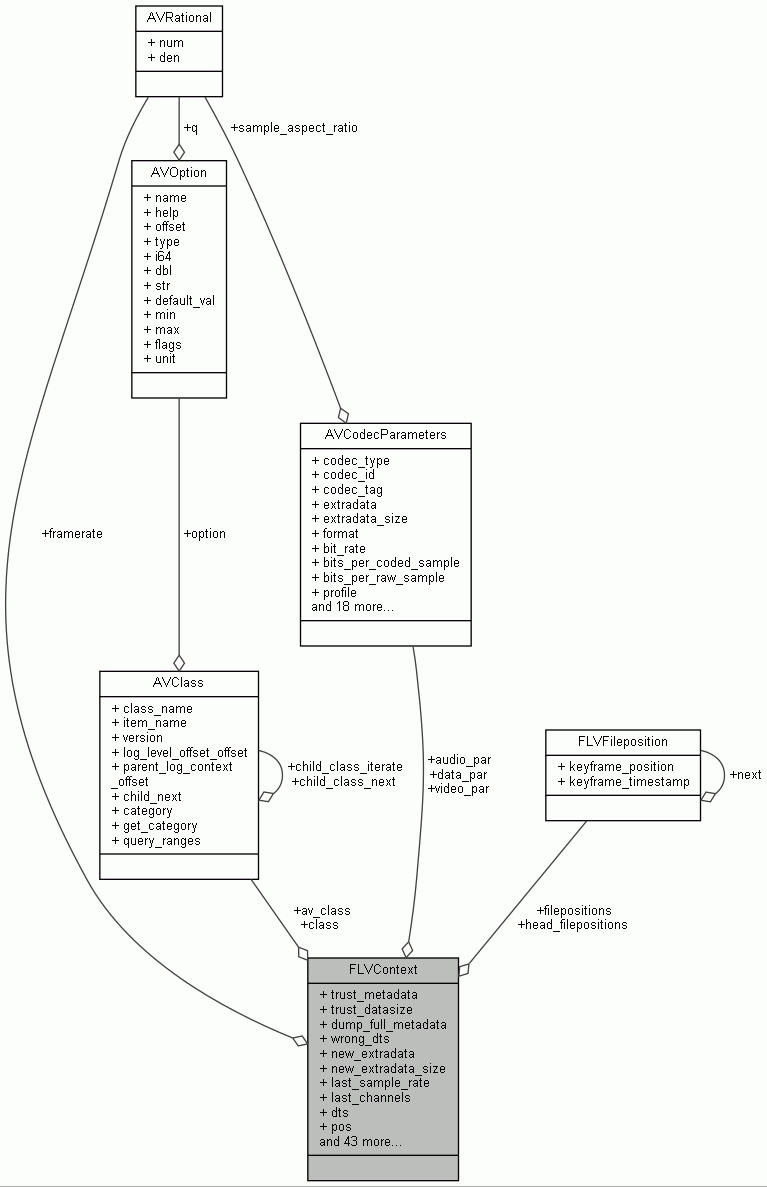 AVRational
+ num
+ den
+q
+sample_aspect_ratio
AVOption
+ name
+ help
+ offset
+ type
+ i64
+ dbl
+ str
+ default_val
+ min
+ max
+ flags
+ unit
AVCodecParameters
+ codec_type
+ codec_id
+ codec_tag
+ extradata
+ extradata_size
+ format
+ bit_rate
+ bits_per_coded_sample
+ bits_per_raw_sample
+ profile
and 18 more...
+framerate
+option
AVClass
+ class_name
+ item_name
+ version
+ log_level_offset_offset
+ parent_log_context
_offset
+ child_next
+ category
+ get_category
+ query_ranges
+child_class_iterate
+child_class_next
+audio_par
+data_par
+video_par
FLVFileposition
+ keyframe_position
+ keyframe_timestamp
+next
+av_class
+class
+filepositions
+head_filepositions
FLVContext
+ trust_metadata
+ trust_datasize
+ dump_full_metadata
+ wrong_dts
+ new_extradata
+ new_extradata_size
+ last_sample_rate
+ last_channels
+ dts
+ pos
and 43 more...